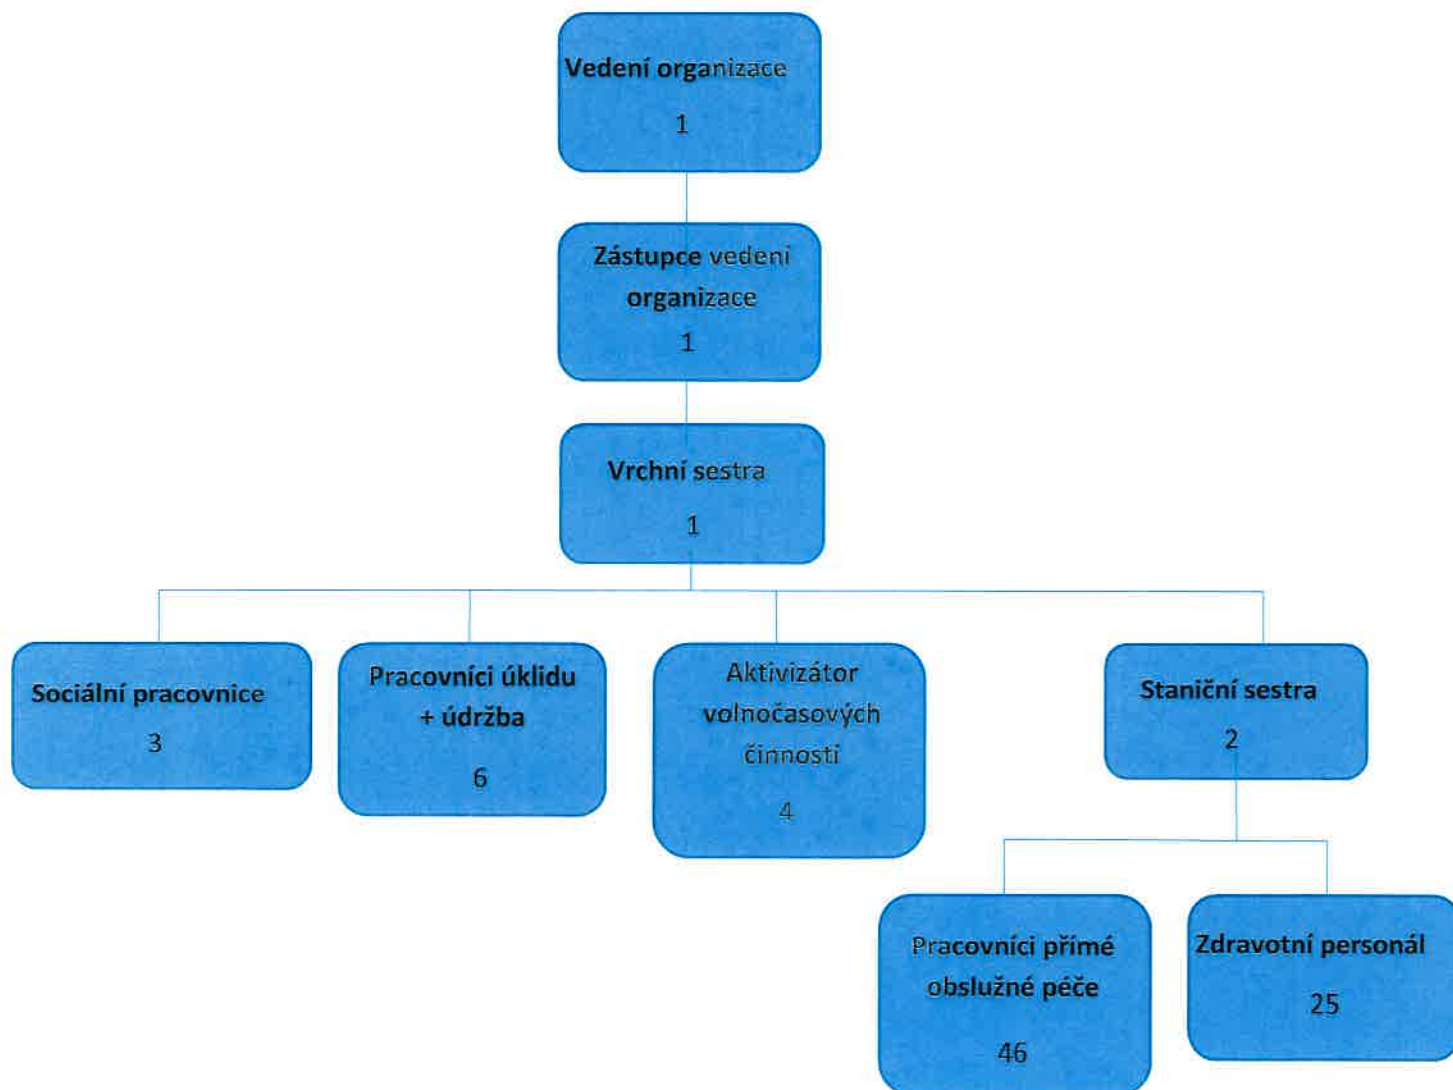 Vedení organizace
1
Zástupce vedení
organizace
1
Vrchní sestra
1
Sociální pracovnice
3
Pracovníci úklidu
+ údržba
6
Aktivizátor
volnočasových
činností
4
Staniční sestra
2
Pracovníci přímé
obslužné péče
46
Zdravotní personál
25